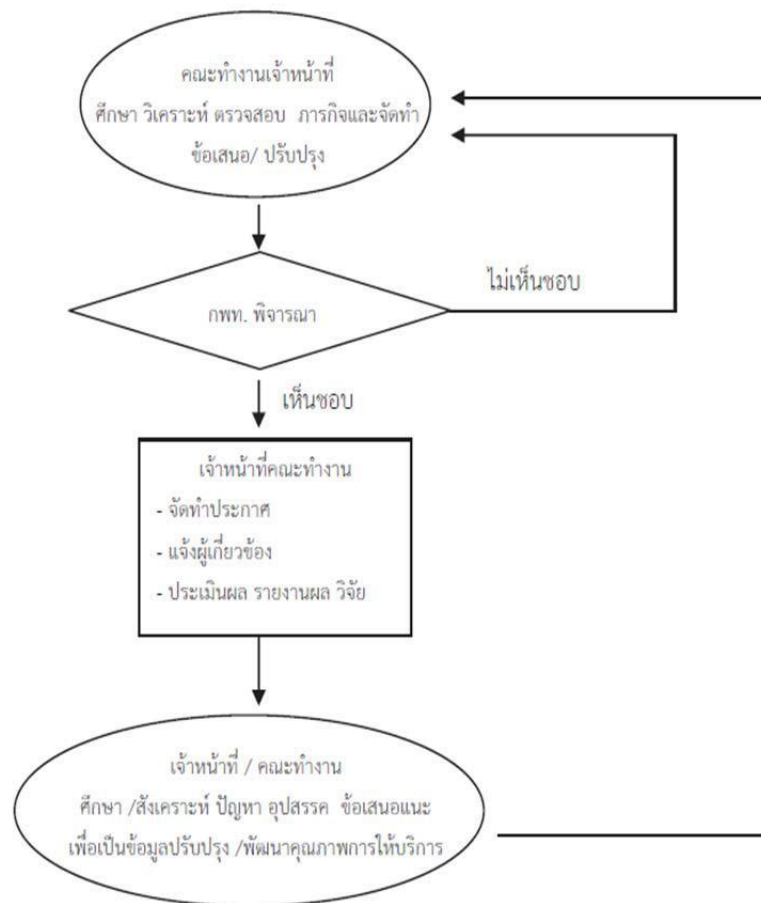 คณะทำงานเจ้าหน้าที่
ศึกษา วิเคราะห์ ตรวจสอบ ภารกิจและจัดทำ
ข้อเสนอ/ ปรับปรุง
ไม่เห็นชอบ
กพท. พิจารณา
เห็นชอบ
เจ้าหน้าที่คณะทำงาน
- จัดทำประกาศ
- แจ้งผู้เกี่ยวข้อง
- ประเมินผล รายงานผล วิจัย
เจ้าหน้าที่ / คณะทำงาน
ศึกษา /สังเคราะห์ ปัญหา อุปสรรค ข้อเสนอแนะ
เพื่อเป็นข้อมูลปรับปรุง /พัฒนาคุณภาพการให้บริการ